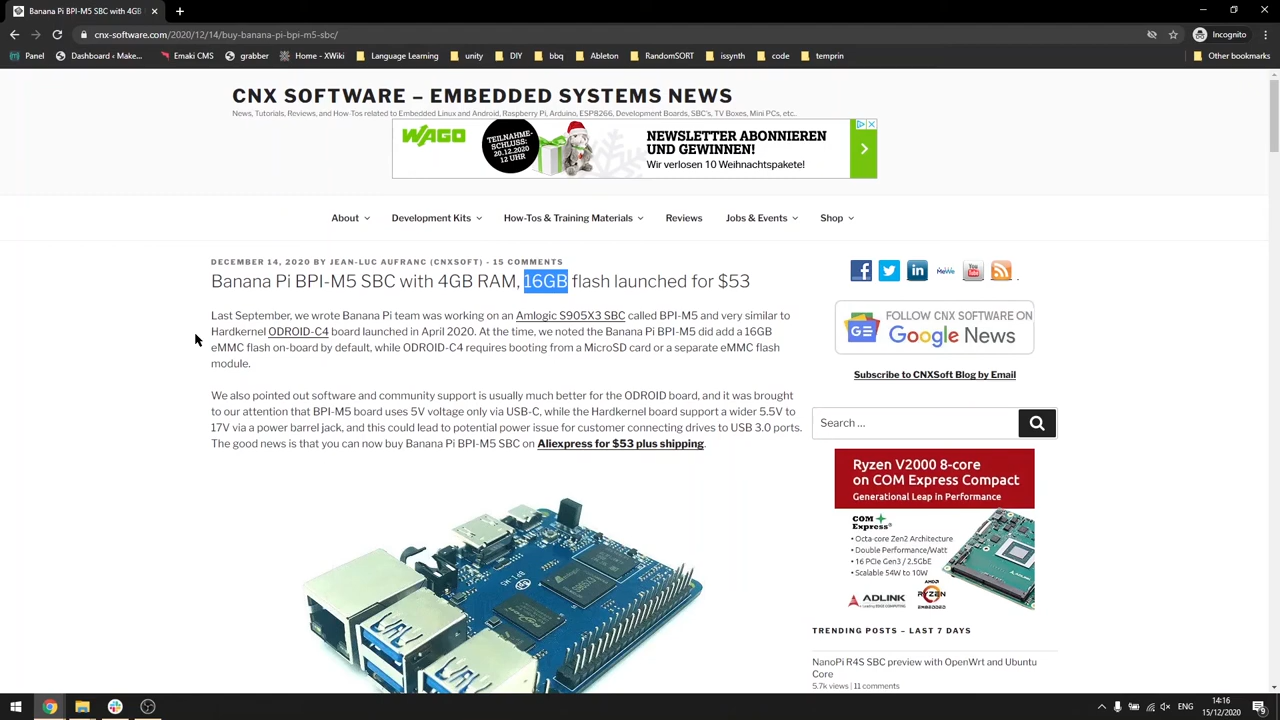 Banana Pi BPI-M5 SBC with 4GB
Incognito
cnx-software.com/2020/12/14/buy-banana-pi-bpi-m5-sbc/
Panel
Dashboard ‹ Make...
Emaki CMS
grabber
Home - XWiki
Language Learning
unity
DIY
bbq
Ableton
RandomSORT
issynth
code
temprin
Other bookmarks
CNX SOFTWARE – EMBEDDED SYSTEMS NEWS
News, Tutorials, Reviews, and How-Tos related to Embedded Linux and Android, Raspberry Pi, Arduino, ESP8266, Development Boards, SBC's, TV Boxes, Mini PCs, etc..
WAGO
TEILNAHME-
SCHLUSS:
20.12.2020
12 UHR
NEWSLETTER ABONNIEREN
UND GEWINNEN!
Wir verlosen 10 Weihnachtspakete!
About
Development Kits
How-Tos & Training Materials
Reviews
Jobs & Events
Shop
DECEMBER 14, 2020 BY JEAN-LUC AUFRANC (CNXSOFT) - 15 COMMENTS
Banana Pi BPI-M5 SBC with 4GB RAM, 16GB flash launched for $53
Last September, we wrote Banana Pi team was working on an Amlogic S905X3 SBC called BPI-M5 and very similar to
Hardkernel ODROID-C4 board launched in April 2020. At the time, we noted the Banana Pi BPI-M5 did add a 16GB
eMMC flash on-board by default, while ODROID-C4 requires booting from a MicroSD card or a separate eMMC flash
module.
We also pointed out software and community support is usually much better for the ODROID board, and it was brought
to our attention that BPI-M5 board uses 5V voltage only via USB-C, while the Hardkernel board support a wider 5.5V to
17V via a power barrel jack, and this could lead to potential power issue for customer connecting drives to USB 3.0 ports.
The good news is that you can now buy Banana Pi BPI-M5 SBC on Aliexpress for $53 plus shipping.
MeWe
You
FOLLOW CNXSOFT ON
Google News
Subscribe to CNXSoft Blog by Email
Search …
Ryzen V2000 8-core
on COM Express Compact
Generational Leap in Performance
COM
Express
• Octa-core Zen2 Architecture
• Double Performance/Watt
• 16 PCIe Gen3 / 2.5GbE
• Scalable 54W to 10W
ADLINK
AMD
RYZEN
EMBEDDED
TRENDING POSTS – LAST 7 DAYS
NanoPi R4S SBC preview with OpenWrt and Ubuntu
Core
5.7k views | 11 comments
ENG
14:16
15/12/2020